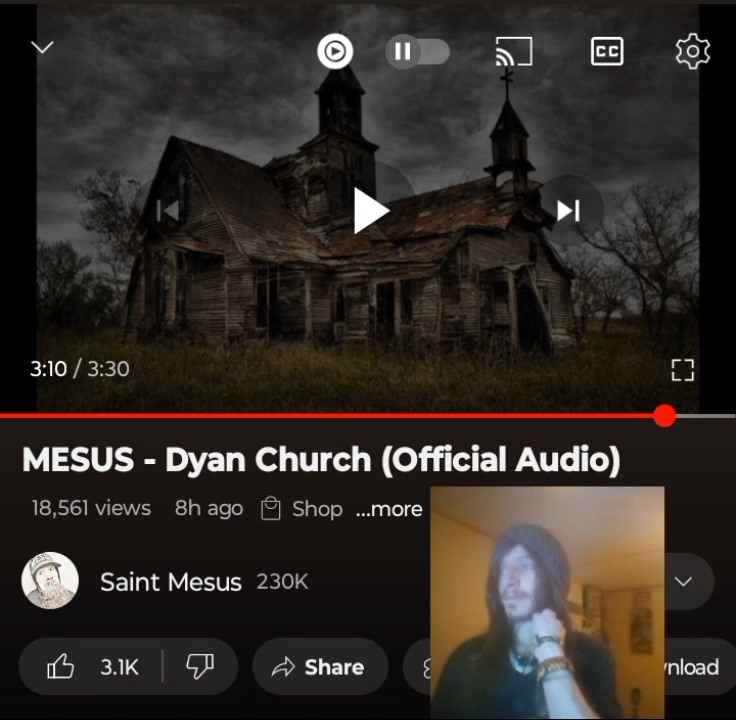 CC
3:10 / 3:30
MESUS - Dyan Church (Official Audio)
18,561 views 8h ago Shop ...more
Saint Mesus 230K
3.1K Share nload